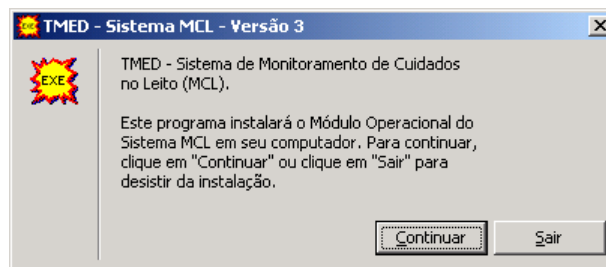 TMED - Sistema MCL - Versão 3
EXE
EXE
TMED - Sistema de Monitoramento de Cuidados
no Leito (MCL).
Este programa instalará o Módulo Operacional do
Sistema MCL em seu computador. Para continuar,
clique em "Continuar" ou clique em "Sair" para
desistir da instalação.
Continuar
Sair